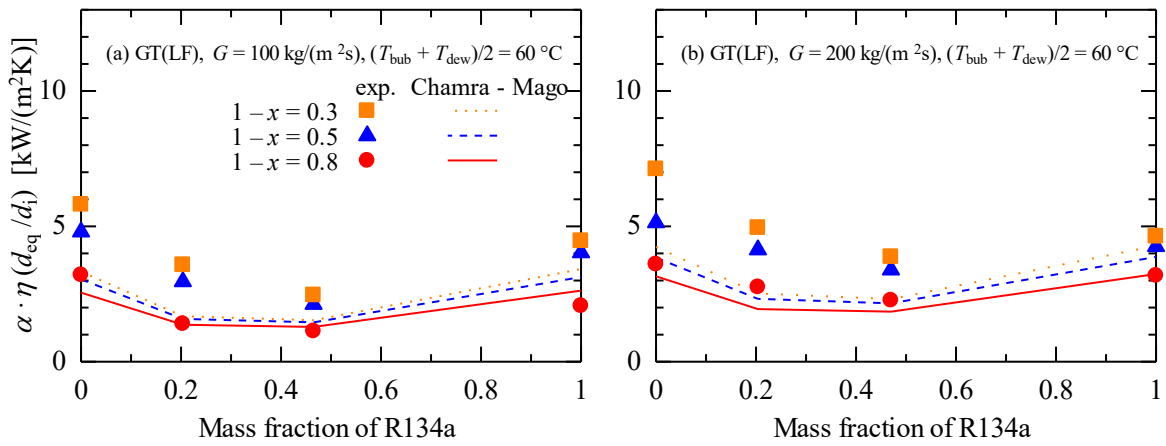 (a) GT(LF), G = 100 kg/(m ²s), (Tbub + Tdew)/2 = 60 °C
exp. Chamra - Mago
1 – x = 0.3
1 – x = 0.5
1 – x = 0.8
α · η (deq /di) [kW/(m²K)]
10
5
0
0 0.2 0.4 0.6 0.8 1
Mass fraction of R134a
(b) GT(LF), G = 200 kg/(m ²s), (Tbub + Tdew)/2 = 60 °C
10
5
0
0 0.2 0.4 0.6 0.8 1
Mass fraction of R134a